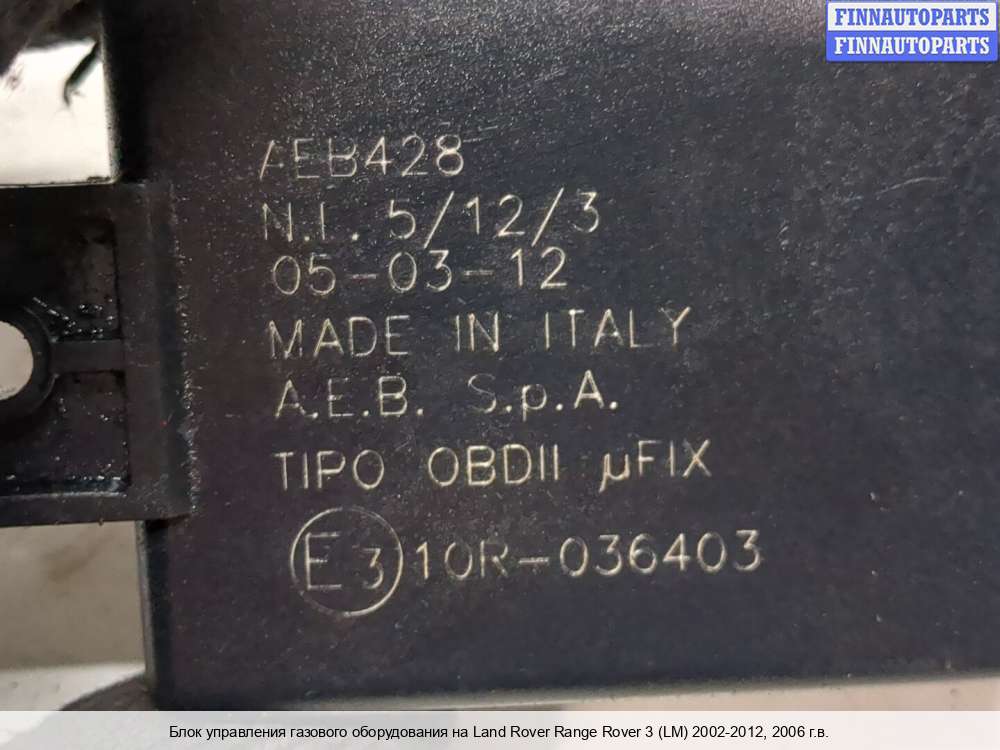 FINNAUTOPARTS
FINNAUTOPARTS
AEB428
N.I. 5/12/3
05-03-12
MADE IN ITALY
A.E.B. S.p.A.
TIPO OBDII µFIX
E3 10R-036403
Блок управления газового оборудования на Land Rover Range Rover 3 (LM) 2002-2012, 2006 г.в.